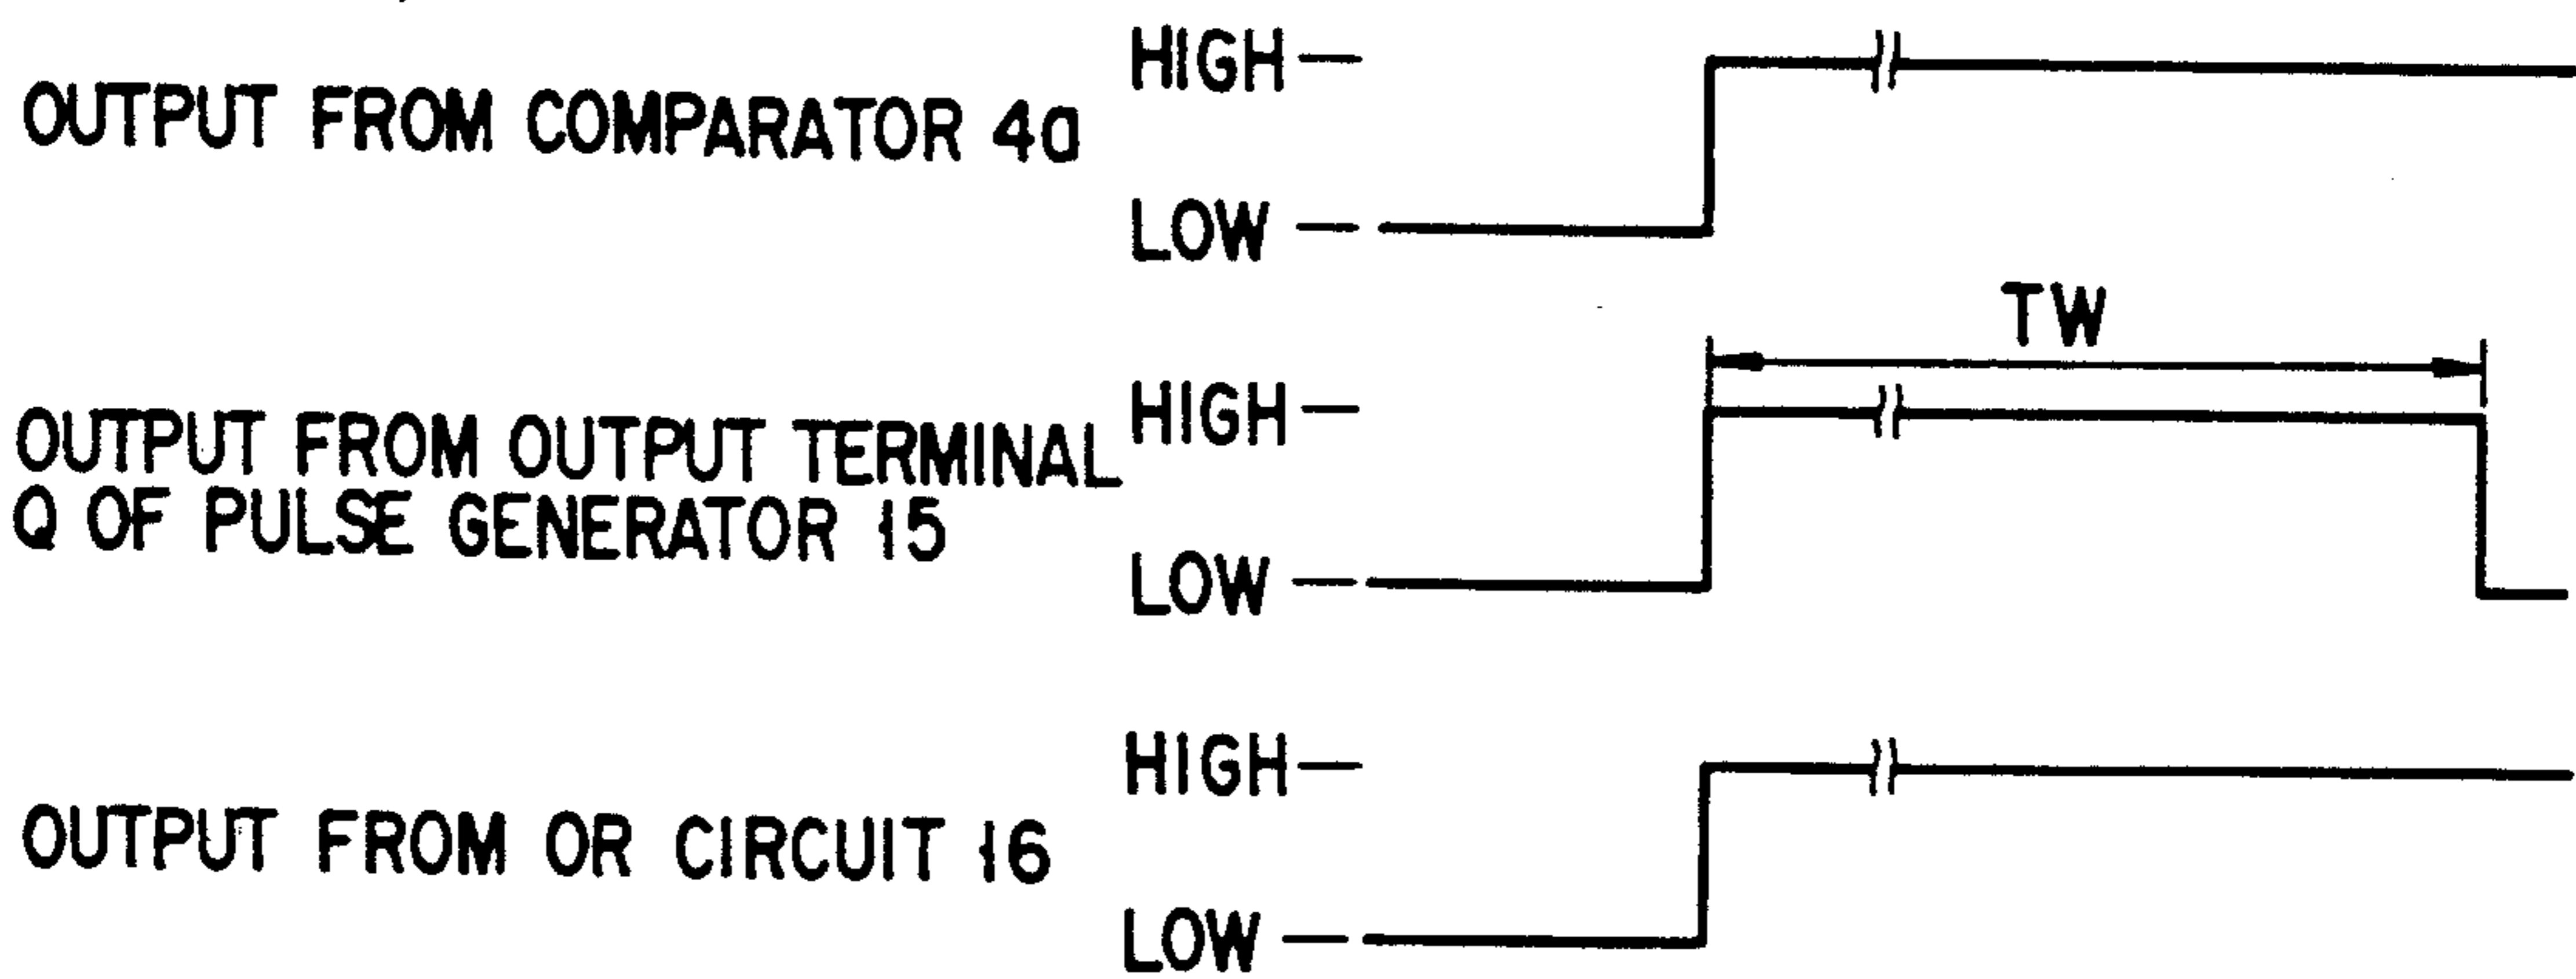 HIGH
OUTPUT FROM COMPARATOR 4a
LOW
TW
HIGH
OUTPUT FROM OUTPUT TERMINAL
Q OF PULSE GENERATOR 15
LOW
HIGH
OUTPUT FROM OR CIRCUIT 16
LOW